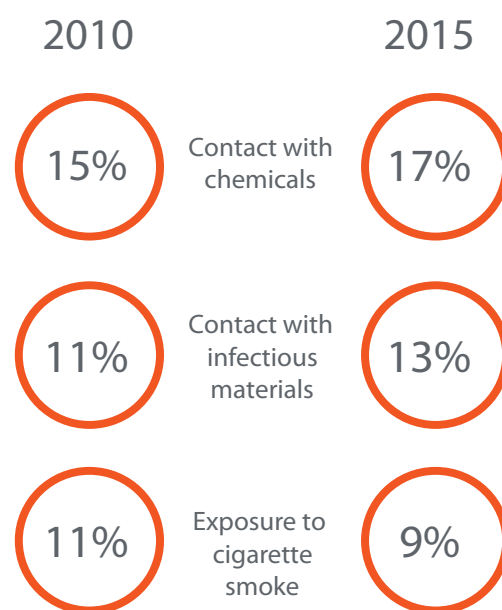 2010 2015
15% Contact with 17%
chemicals
11% Contact with 13%
infectious
materials
11% Exposure to 9%
cigarette
smoke